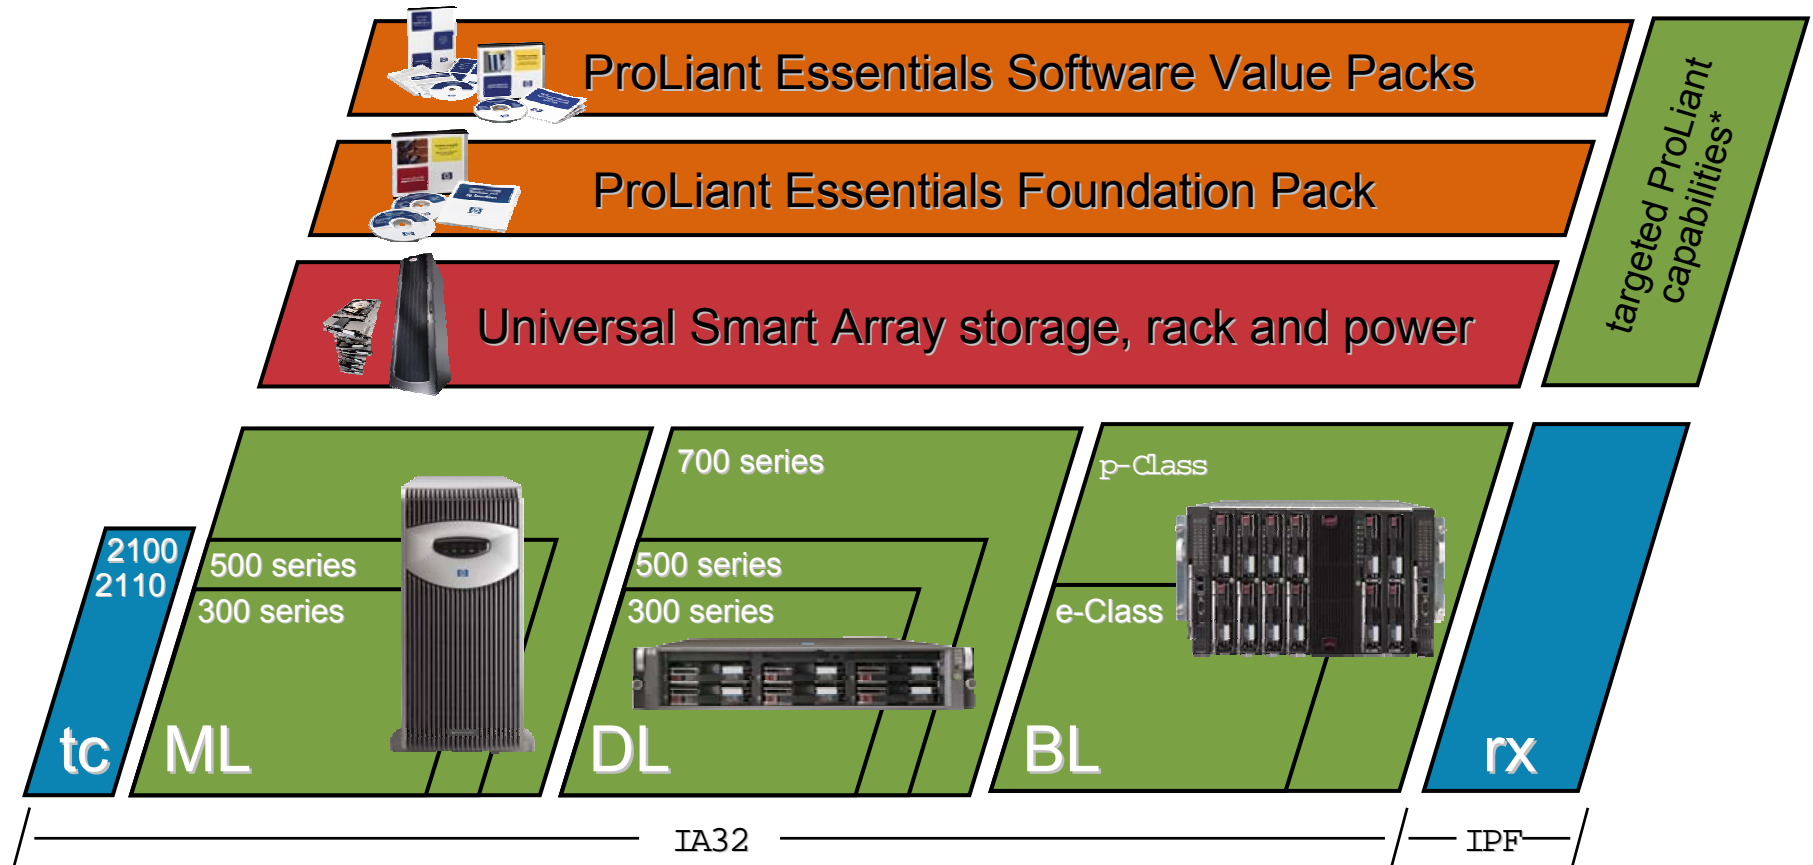 ProLiant Essentials Software Value Packs
ProLiant Essentials Foundation Pack
Universal Smart Array storage, rack and power
targeted ProLiant
capabilities*
2100
2110
tc
500 series
300 series
ML
700 series
500 series
300 series
DL
p-Class
e-Class
BL
rx
IA32
IPF